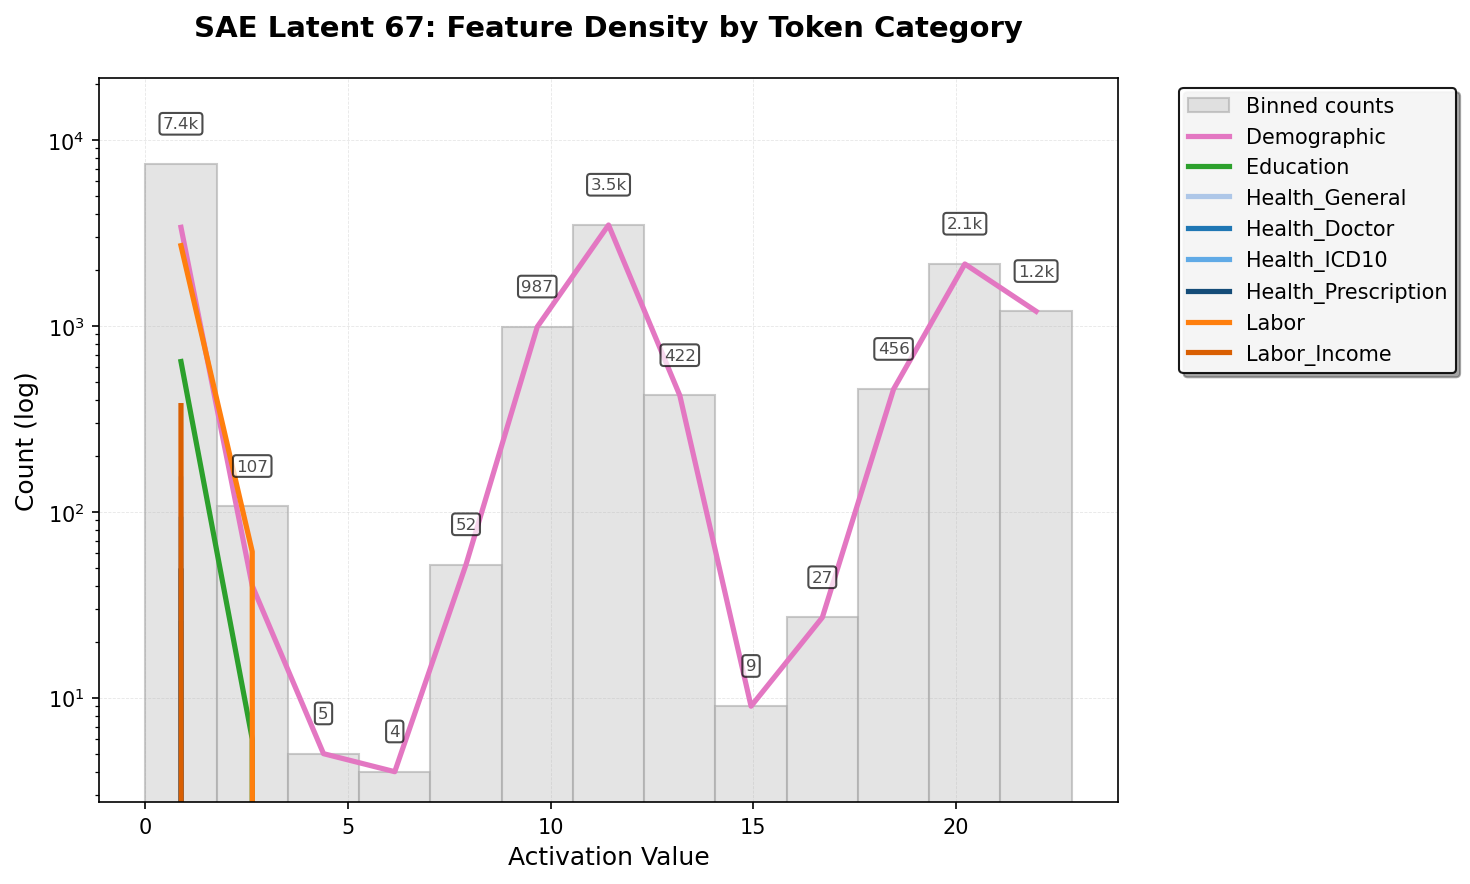 SAE Latent 67: Feature Density by Token Category
Count (log)
10⁴
10³
10²
10¹
7.4k
107
5
4
52
987
3.5k
422
9
27
456
2.1k
1.2k
0
5
10
15
20
Activation Value
Binned counts
Demographic
Education
Health_General
Health_Doctor
Health_ICD10
Health_Prescription
Labor
Labor_Income